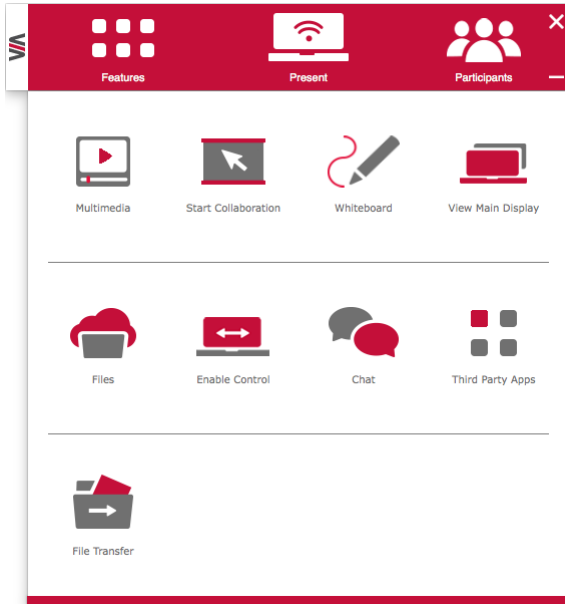 Features
Present
Participants
Multimedia
Start Collaboration
Whiteboard
View Main Display
Files
Enable Control
Chat
Third Party Apps
File Transfer